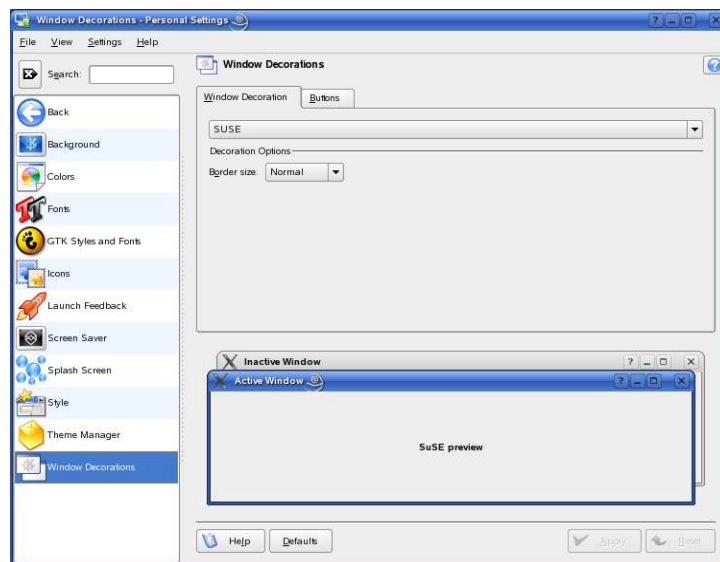 Window Decorations - Personal Settings
File View Settings Help
Search:
Back
Background
Colors
Fonts
GTK Styles and Fonts
Icons
Launch Feedback
Screen Saver
Splash Screen
Style
Theme Manager
Window Decorations
Window Decorations
Window Decoration Buttons
SUSE
Decoration Options
Border size: Normal
Inactive Window
Active Window
SuSE preview
Help Defaults Apply Reset